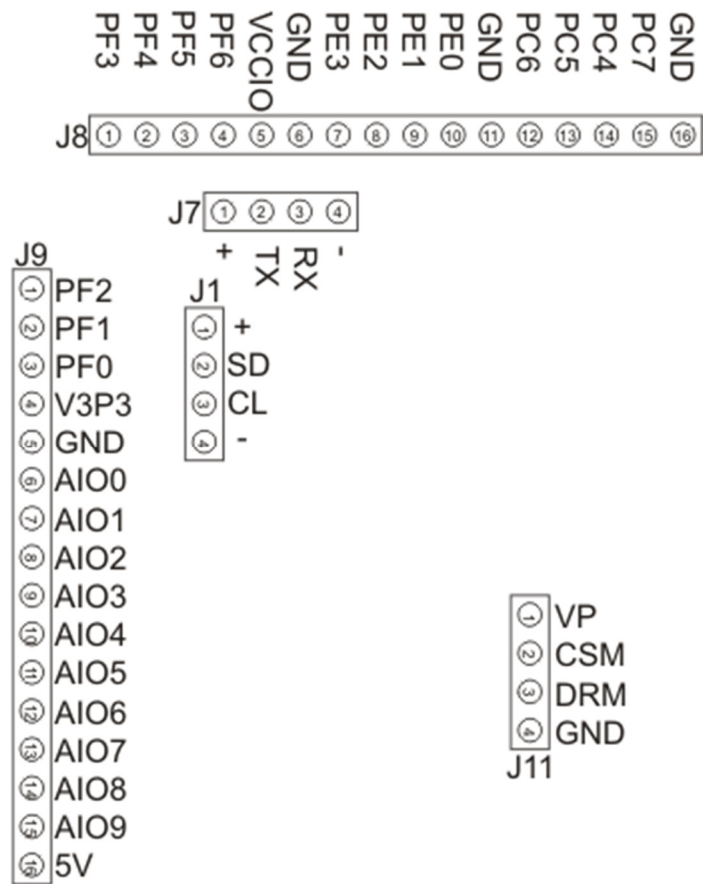 PF3 PF4 PF5 PF6 VCCIO GND PE3 PE2 PE1 PE0 GND PC6 PC5 PC4 PC7 GND
J8 1 2 3 4 5 6 7 8 9 10 11 12 13 14 15 16
J7 1 2 3 4
+ TX RX -
J9
1 PF2
2 PF1
3 PF0
4 V3P3
5 GND
6 AIO0
7 AIO1
8 AIO2
9 AIO3
10 AIO4
11 AIO5
12 AIO6
13 AIO7
14 AIO8
15 AIO9
16 5V
J1
1 +
2 SD
3 CL
4 -
1 VP
2 CSM
3 DRM
4 GND
J11